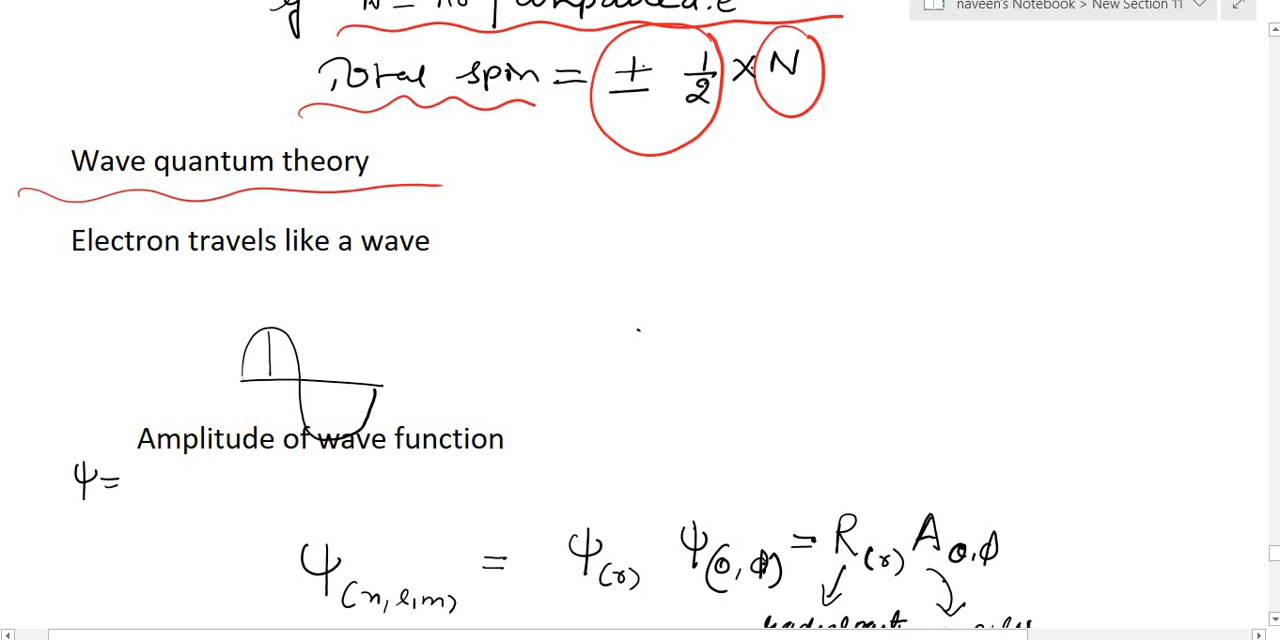 naveen's Notebook > New Section 11
N = no
Total spin = ± 1/2 × N
Wave quantum theory
Electron travels like a wave
Amplitude of wave function
Ψ=
Ψ(n,l,m) = Ψ(r) Ψ(θ,φ) = R(r) A θ,φ